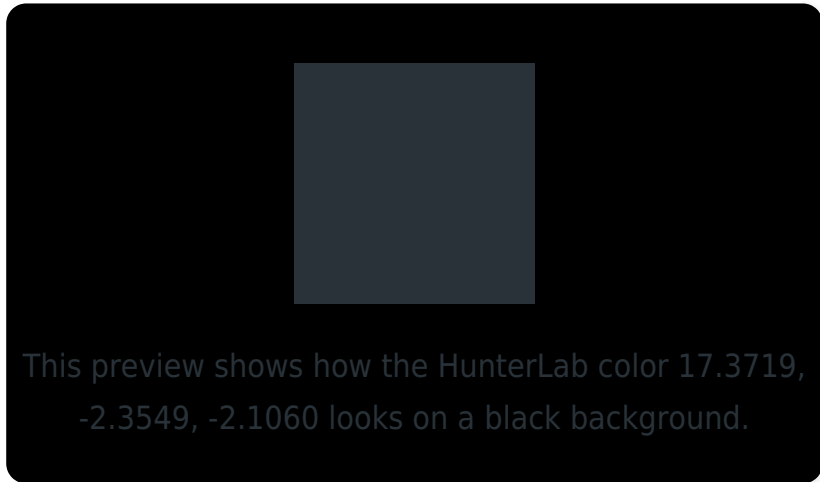 This preview shows how the HunterLab color 17.3719,
-2.3549, -2.1060 looks on a black background.